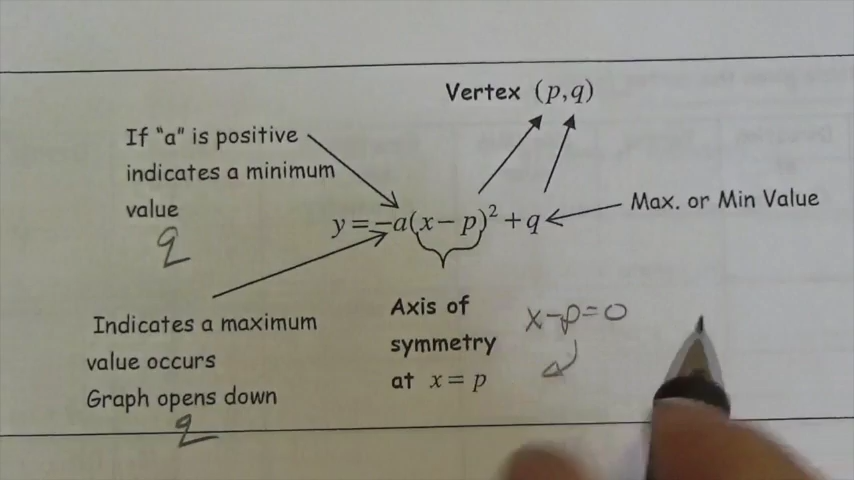 Vertex (p,q)
If "a" is positive
indicates a minimum
value
q
y = -a(x - p)² + q
Max. or Min Value
Indicates a maximum
value occurs
Graph opens down
q
Axis of
symmetry
at x = p
x-p=0